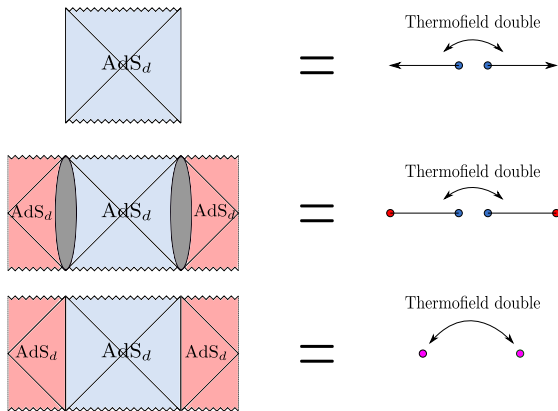 Thermofield double
AdS_d
=
Thermofield double
AdS_d AdS_d AdS_d
=
Thermofield double
AdS_d AdS_d AdS_d
=